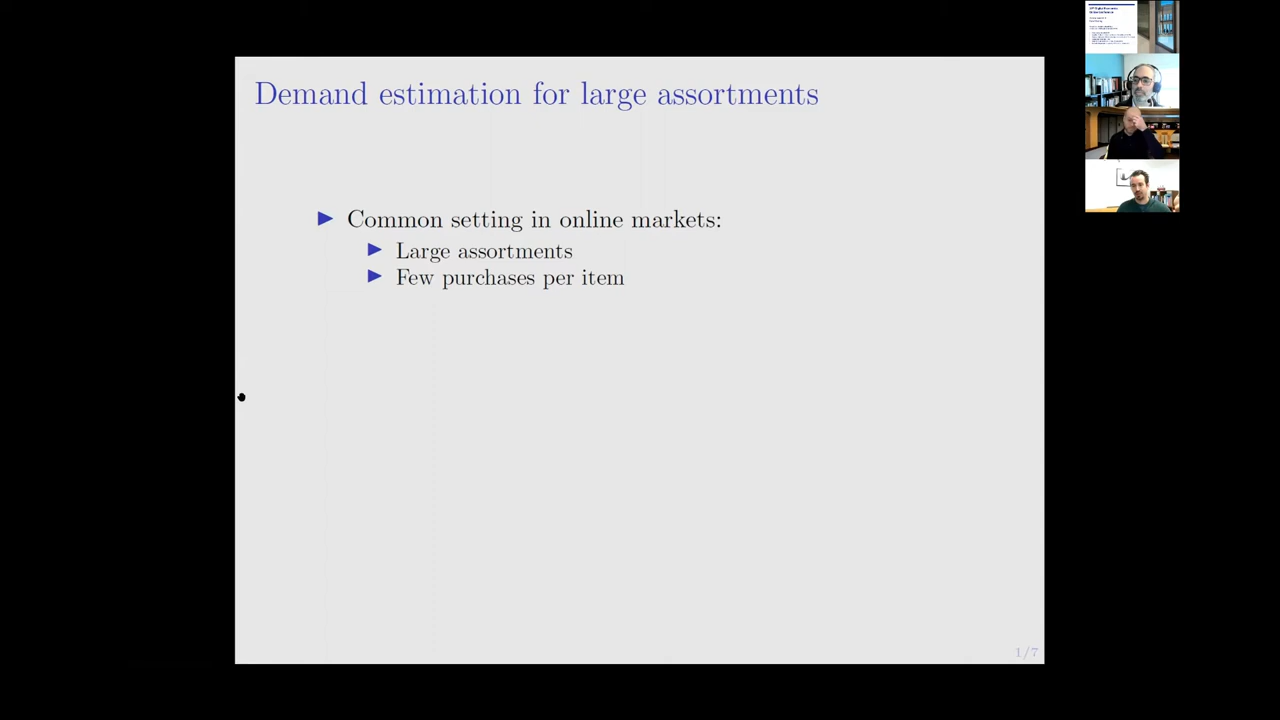 Demand estimation for large assortments
Common setting in online markets:
Large assortments
Few purchases per item
1/7